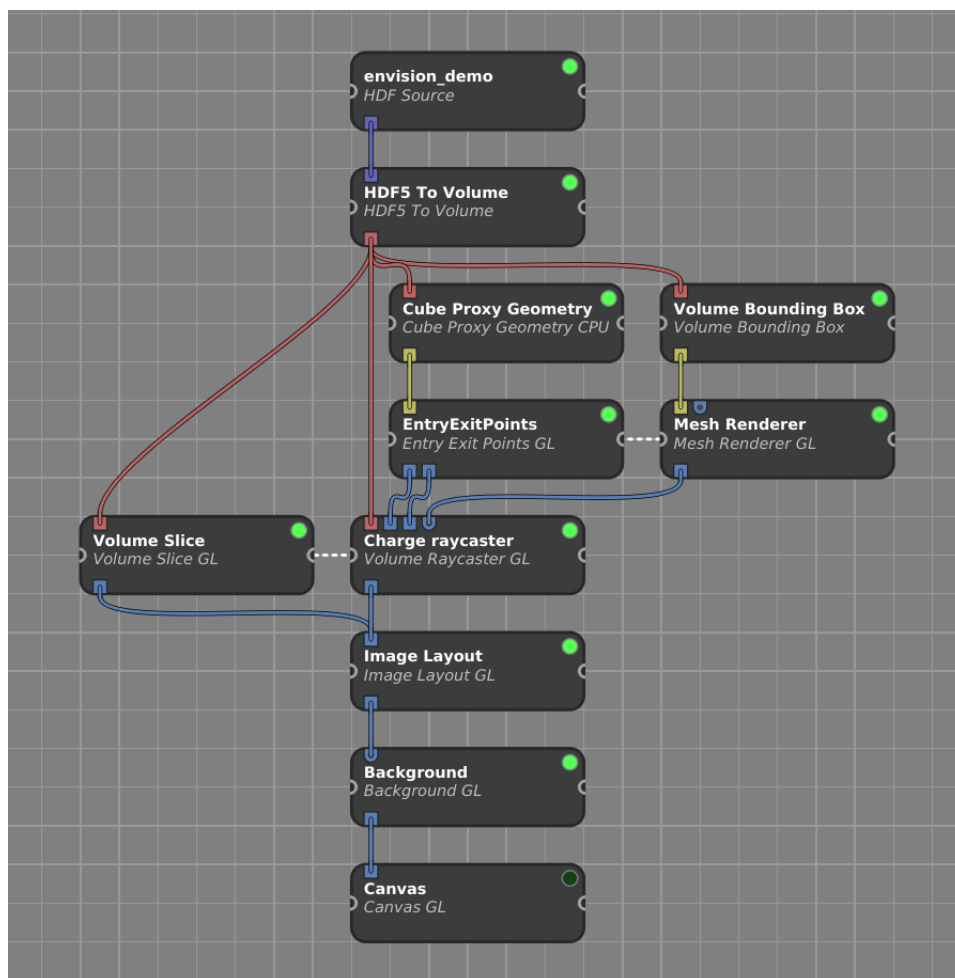 envision_demo
HDF Source
HDF5 To Volume
HDF5 To Volume
Cube Proxy Geometry
Cube Proxy Geometry CPU
Volume Bounding Box
Volume Bounding Box
EntryExitPoints
Entry Exit Points GL
Mesh Renderer
Mesh Renderer GL
Volume Slice
Volume Slice GL
Charge raycaster
Volume Raycaster GL
Image Layout
Image Layout GL
Background
Background GL
Canvas
Canvas GL